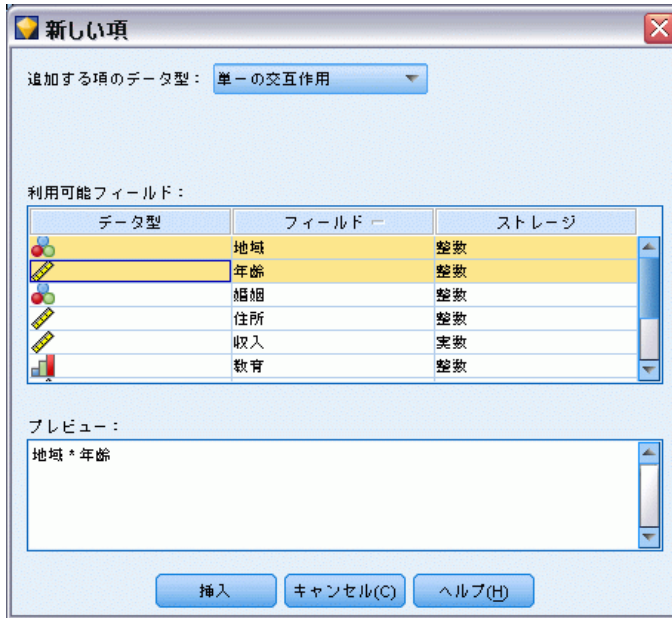 新しい項
追加する項のデータ型： 単一の交互作用
利用可能フィールド：
データ型 フィールド ストレージ
地域 整数
年齢 整数
婚姻 整数
住所 整数
収入 実数
教育 整数
プレビュー：
地域 * 年齢
挿入 キャンセル(C) ヘルプ(H)